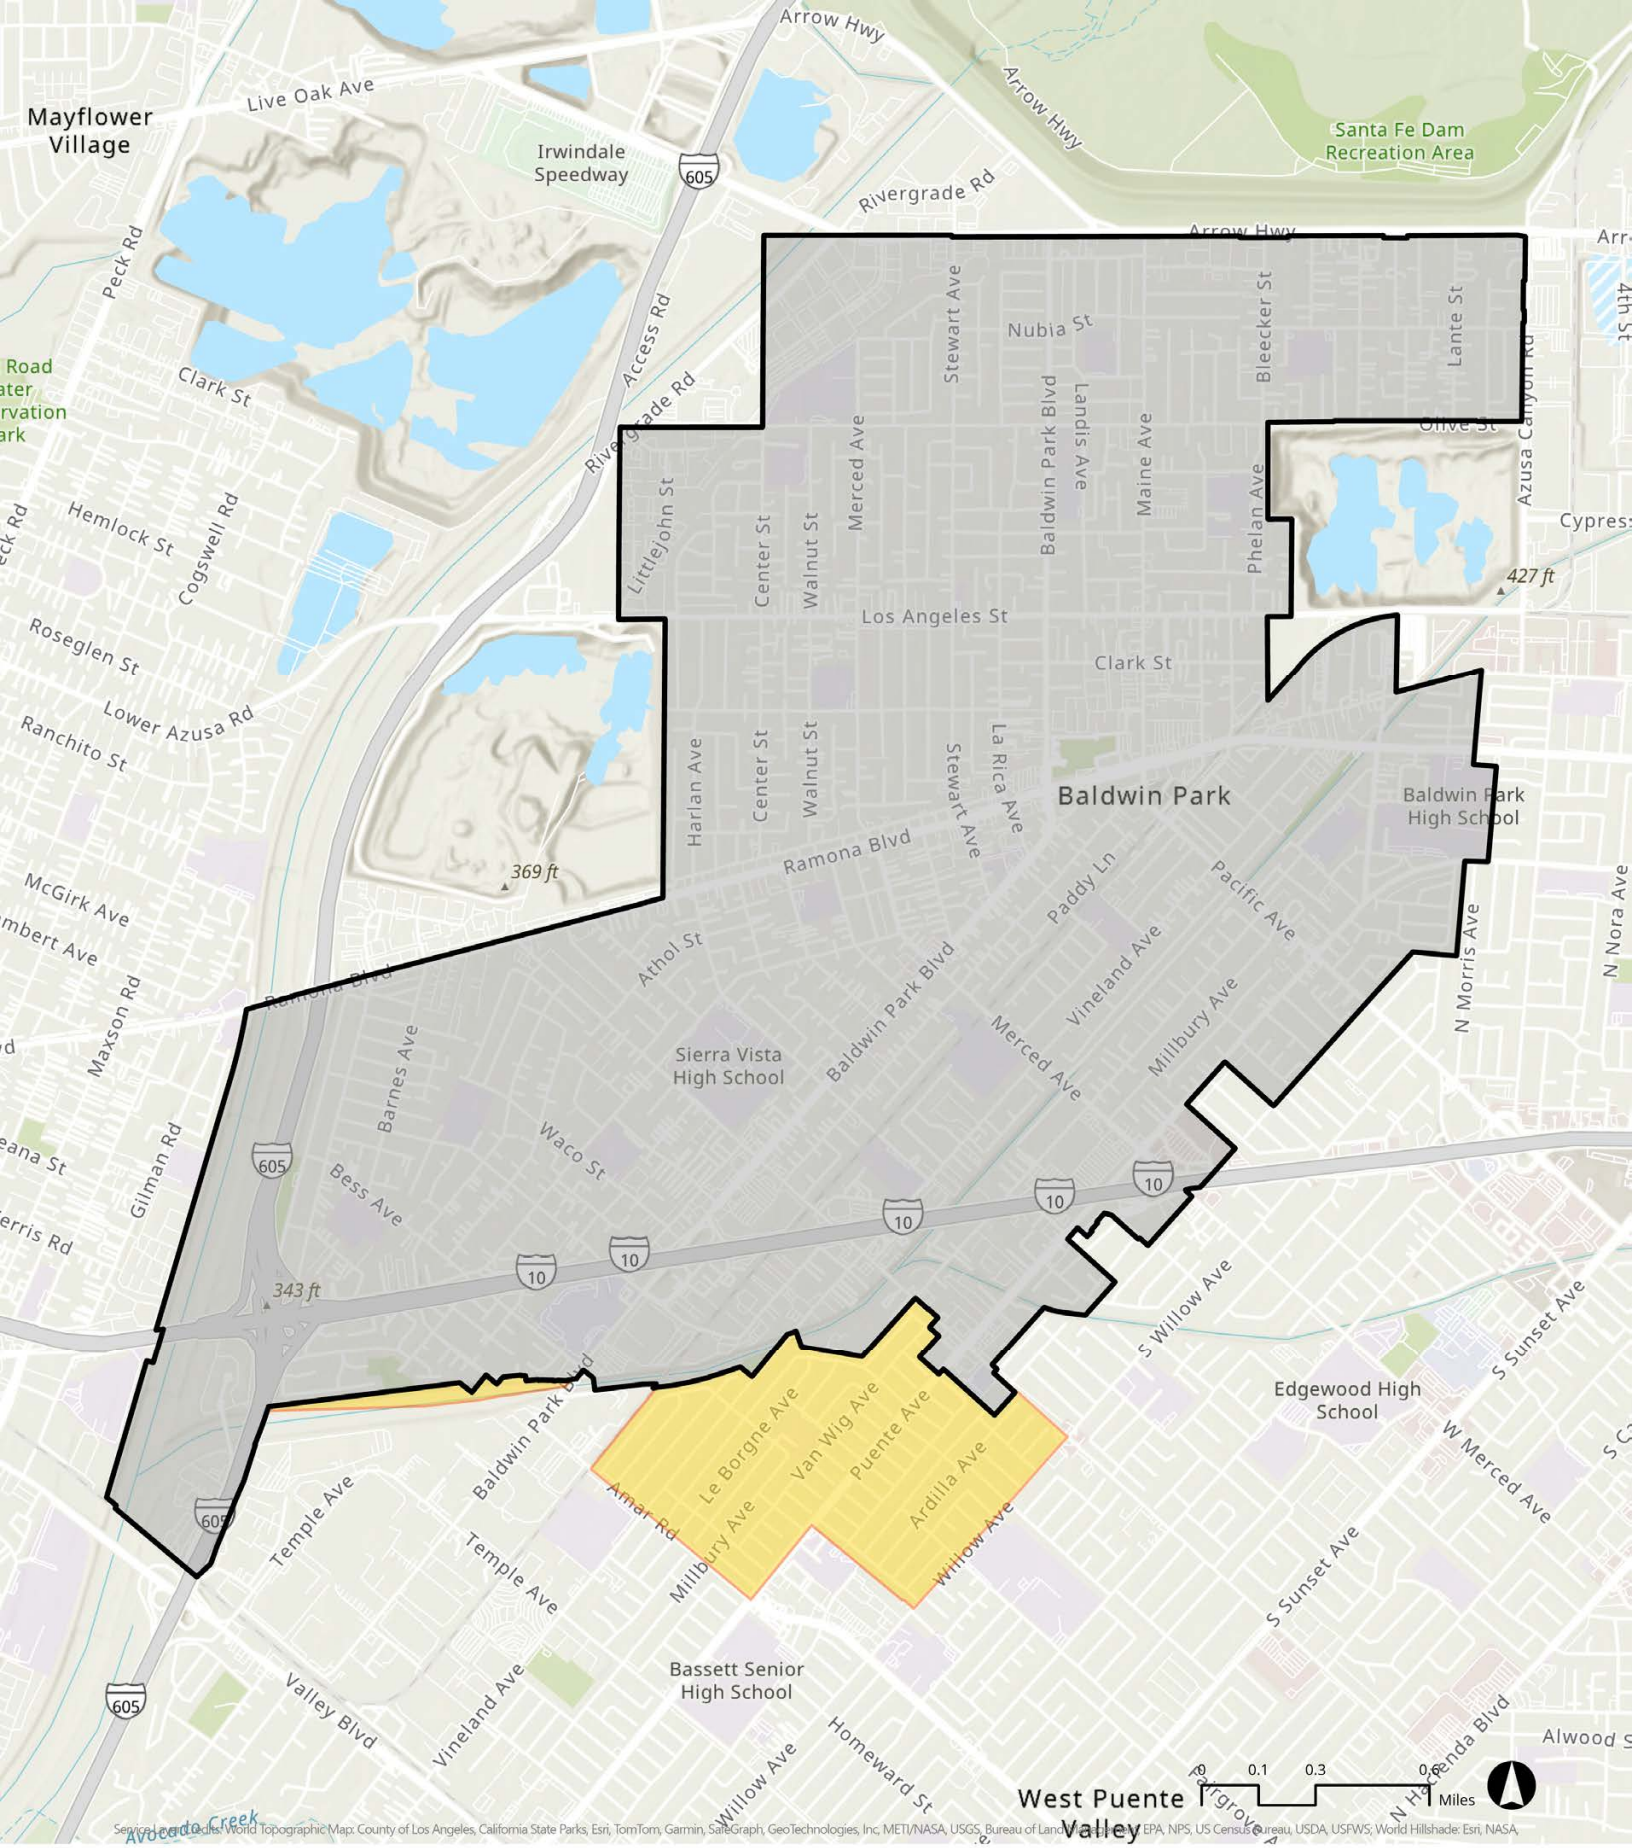 Arrow Hwy
Live Oak Ave
Mayflower
Village
Irwindale
Speedway
605
Arrow Hwy
Santa Fe Dam
Recreation Area
Rivergrade Rd
Peck Rd
Arrow Hwy
4th St
Access Rd
Stewart Ave
Nubia St
Bleecker St
Lante St
Azusa Canyon Rd
Road
Clark St
Rivergrade Rd
Baldwin Park Blvd
Landis Ave
Maine Ave
Merced Ave
Olive St
Phelan Ave
Littlejohn St
Center St
Walnut St
Hemlock St
Cogswell Rd
427 ft
Los Angeles St
Roseglen St
Clark St
Lower Azusa Rd
Ranchito St
Harlan Ave
Center St
Walnut St
Stewart Ave
La Rica Ave
Baldwin Park
Baldwin Park
High School
Ramona Blvd
369 ft
McGirk Ave
Paddy Ln
Pacific Ave
N Nora Ave
N Morris Ave
Athol St
Vineland Ave
Ramona Blvd
Baldwin Park Blvd
Maxson Rd
Millbury Ave
Merced Ave
Barnes Ave
Sierra Vista
High School
Waco St
605
Gilman Rd
Bess Ave
10
10
10
10
10
343 ft
S Willow Ave
S Sunset Ave
Edgewood High
School
Baldwin Park Blvd
Le Borgne Ave
Van Wig Ave
Puente Ave
Ardilla Ave
W Merced Ave
605
Temple Ave
Amar Rd
Millbury Ave
Willow Ave
Temple Ave
S Sunset Ave
Bassett Senior
High School
605
Valley Blvd
Vineland Ave
Homeward St
N Hacienda Blvd
Willow Ave
0 0.1 0.3 0.6
Miles
West Puente
Valley
Avocado Creek